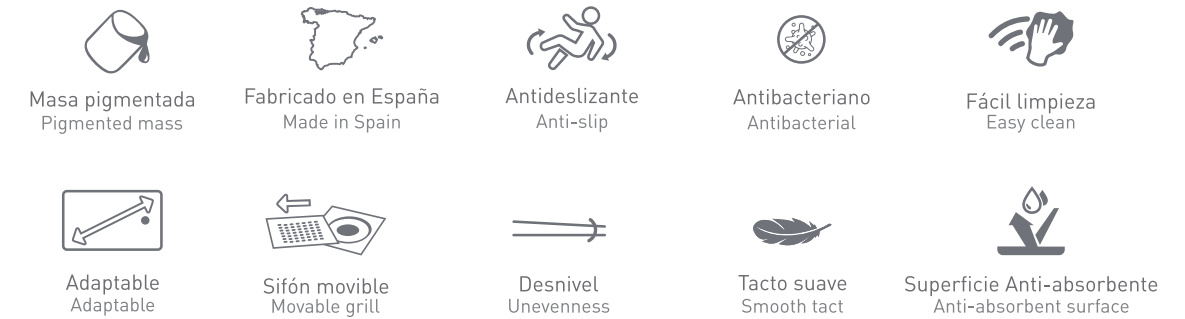 Masa pigmentada
Pigmented mass
Fabricado en España
Made in Spain
Antideslizante
Anti-slip
Antibacteriano
Antibacterial
Fácil limpieza
Easy clean
Adaptable
Adaptable
Sifón movible
Movable grill
Desnivel
Unevenness
Tacto suave
Smooth tact
Superficie Anti-absorbente
Anti-absorbent surface